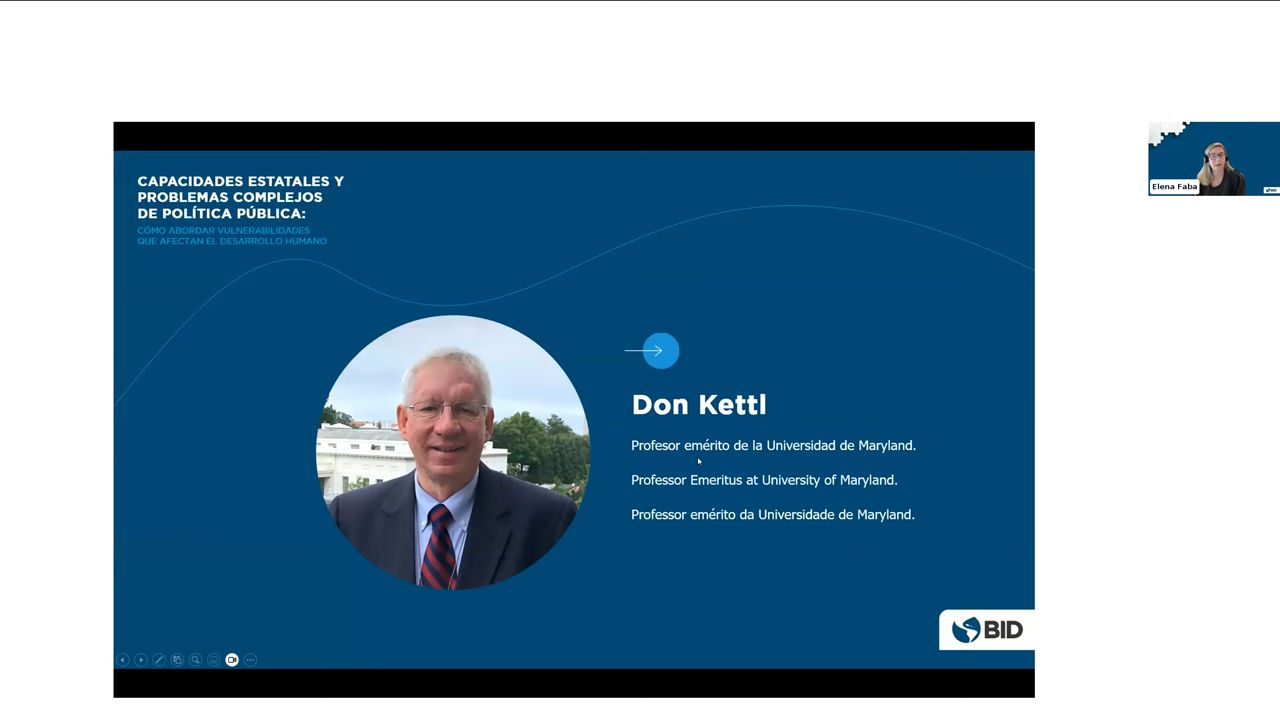 CAPACIDADES ESTATALES Y
PROBLEMAS COMPLEJOS
DE POLÍTICA PÚBLICA:
CÓMO ABORDAR VULNERABILIDADES
QUE AFECTAN EL DESARROLLO HUMANO
Don Kettl
Profesor emérito de la Universidad de Maryland.
Professor Emeritus at University of Maryland.
Professor emérito da Universidade de Maryland.
BID
Elena Faba
BID